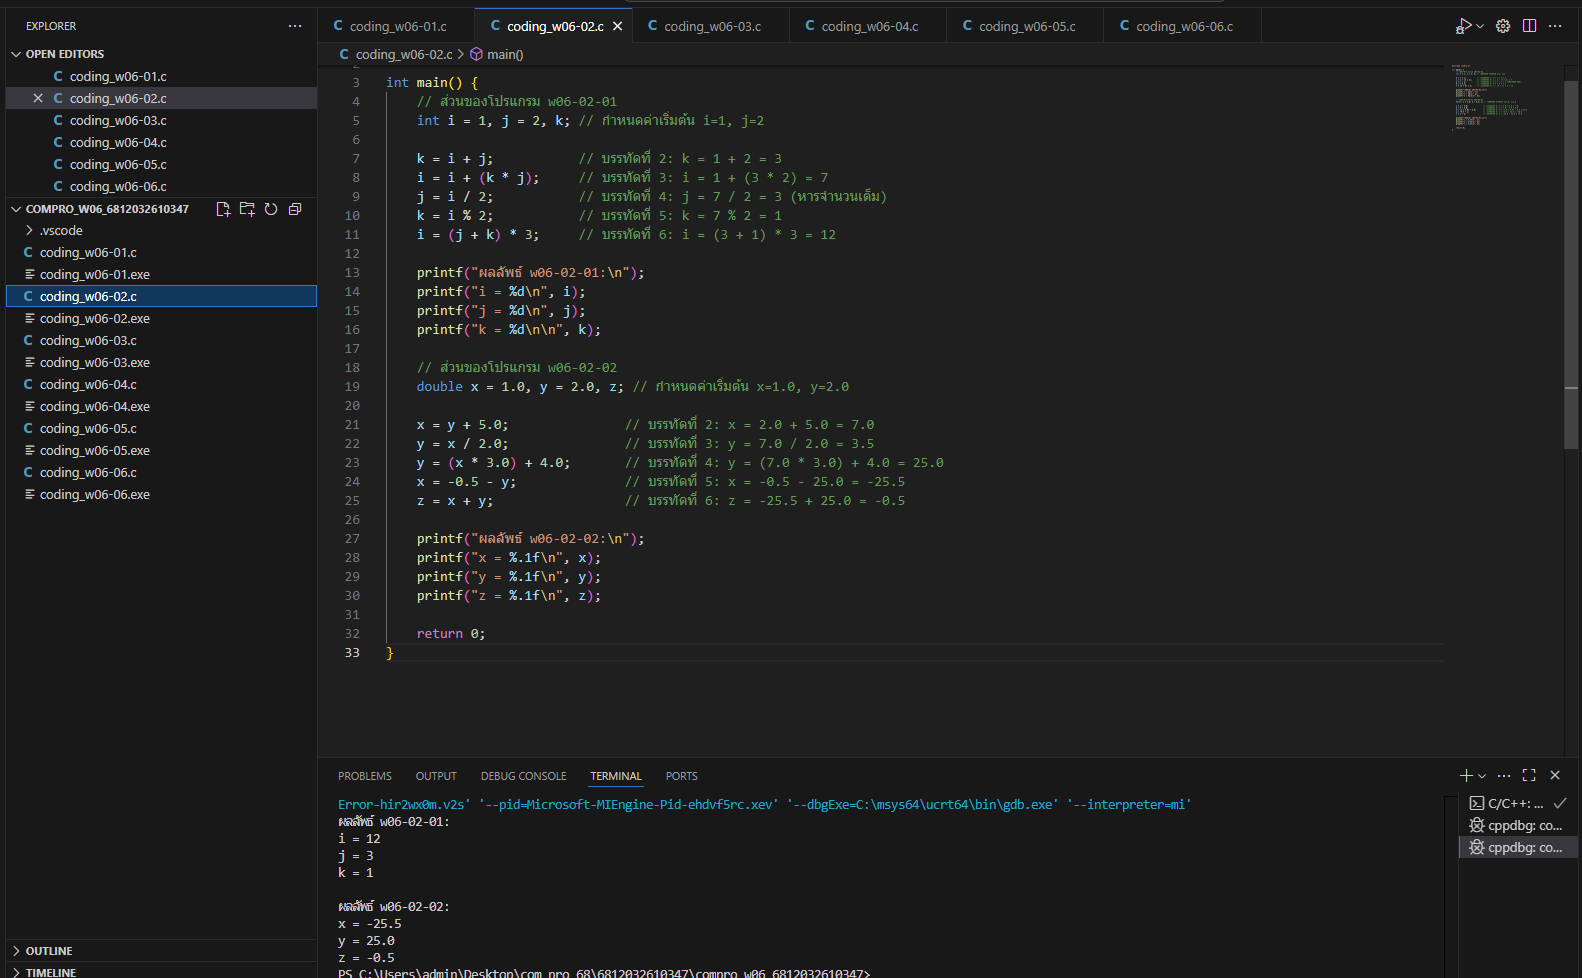 EXPLORER
OPEN EDITORS
coding_w06-01.c
coding_w06-02.c
coding_w06-03.c
coding_w06-04.c
coding_w06-05.c
coding_w06-06.c
COMPRO_W06_6812032610347
.vscode
coding_w06-01.c
coding_w06-01.exe
coding_w06-02.c
coding_w06-02.exe
coding_w06-03.c
coding_w06-03.exe
coding_w06-04.c
coding_w06-04.exe
coding_w06-05.c
coding_w06-05.exe
coding_w06-06.c
coding_w06-06.exe
OUTLINE
TIMELINE
coding_w06-01.c coding_w06-02.c coding_w06-03.c coding_w06-04.c coding_w06-05.c coding_w06-06.c
coding_w06-02.c > main()
3 int main() {
4 // ส่วนของโปรแกรม w06-02-01
5 int i = 1, j = 2, k; // กำหนดค่าเริ่มต้น i=1, j=2
6
7 k = i + j; // บรรทัดที่ 2: k = 1 + 2 = 3
8 i = i + (k * j); // บรรทัดที่ 3: i = 1 + (3 * 2) = 7
9 j = i / 2; // บรรทัดที่ 4: j = 7 / 2 = 3 (หารจำนวนเต็ม)
10 k = i % 2; // บรรทัดที่ 5: k = 7 % 2 = 1
11 i = (j + k) * 3; // บรรทัดที่ 6: i = (3 + 1) * 3 = 12
12
13 printf("ผลลัพธ์ w06-02-01:\n");
14 printf("i = %d\n", i);
15 printf("j = %d\n", j);
16 printf("k = %d\n\n", k);
17
18 // ส่วนของโปรแกรม w06-02-02
19 double x = 1.0, y = 2.0, z; // กำหนดค่าเริ่มต้น x=1.0, y=2.0
20
21 x = y + 5.0; // บรรทัดที่ 2: x = 2.0 + 5.0 = 7.0
22 y = x / 2.0; // บรรทัดที่ 3: y = 7.0 / 2.0 = 3.5
23 y = (x * 3.0) + 4.0; // บรรทัดที่ 4: y = (7.0 * 3.0) + 4.0 = 25.0
24 x = -0.5 - y; // บรรทัดที่ 5: x = -0.5 - 25.0 = -25.5
25 z = x + y; // บรรทัดที่ 6: z = -25.5 + 25.0 = -0.5
26
27 printf("ผลลัพธ์ w06-02-02:\n");
28 printf("x = %.1f\n", x);
29 printf("y = %.1f\n", y);
30 printf("z = %.1f\n", z);
31
32 return 0;
33 }
PROBLEMS OUTPUT DEBUG CONSOLE TERMINAL PORTS
Error-hir2wx0m.v2s' '--pid=Microsoft-MIEngine-Pid-ehdvf5rc.xev' '--dbgExe=C:\msys64\ucrt64\bin\gdb.exe' '--interpreter=mi'
ผลลัพธ์ w06-02-01:
i = 12
j = 3
k = 1
ผลลัพธ์ w06-02-02:
x = -25.5
y = 25.0
z = -0.5
PS C:\Users\admin\Desktop\com pro 68\6812032610347\compro w06 6812032610347>
C/C++: ...
cppdbg: co...
cppdbg: co...